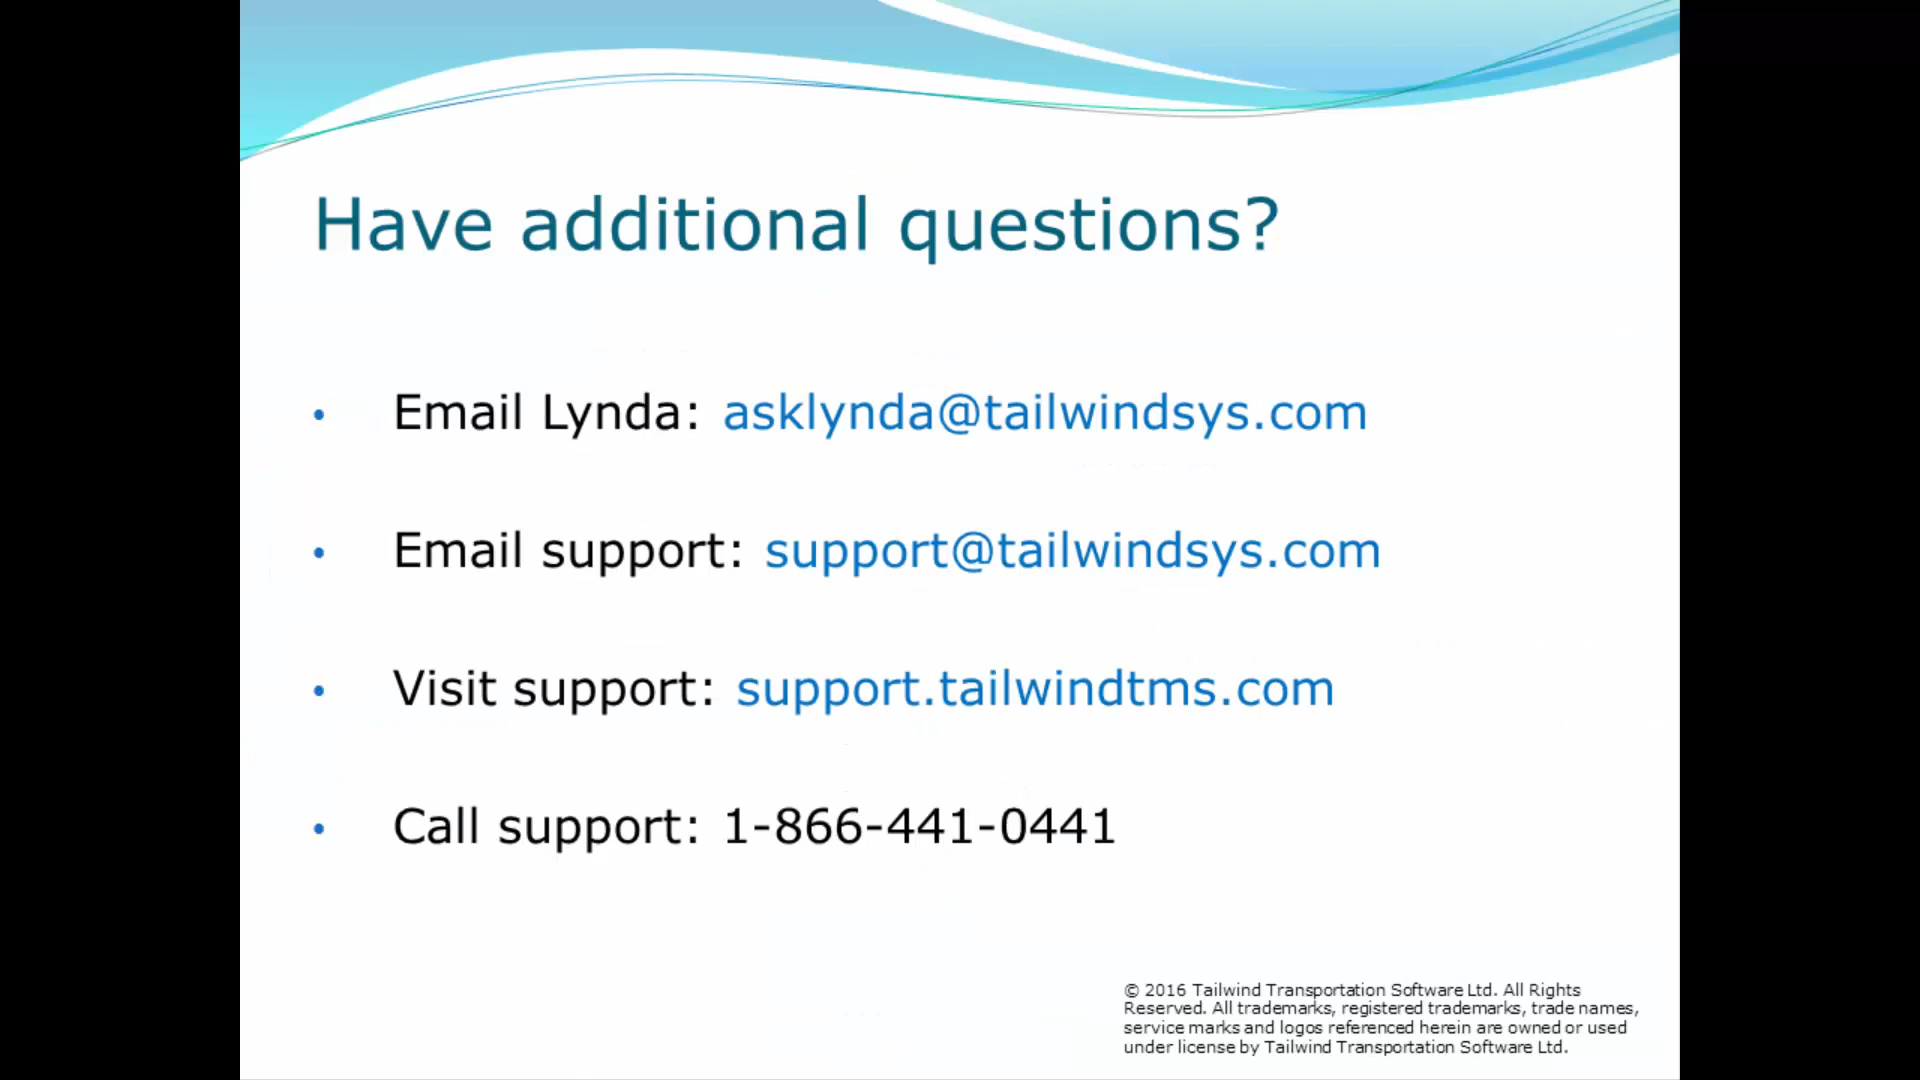 Have additional questions?
• Email Lynda: asklynda@tailwindsys.com
• Email support: support@tailwindsys.com
• Visit support: support.tailwindtms.com
• Call support: 1-866-441-0441
© 2016 Tailwind Transportation Software Ltd. All Rights
Reserved. All trademarks, registered trademarks, trade names,
service marks and logos referenced herein are owned or used
under license by Tailwind Transportation Software Ltd.